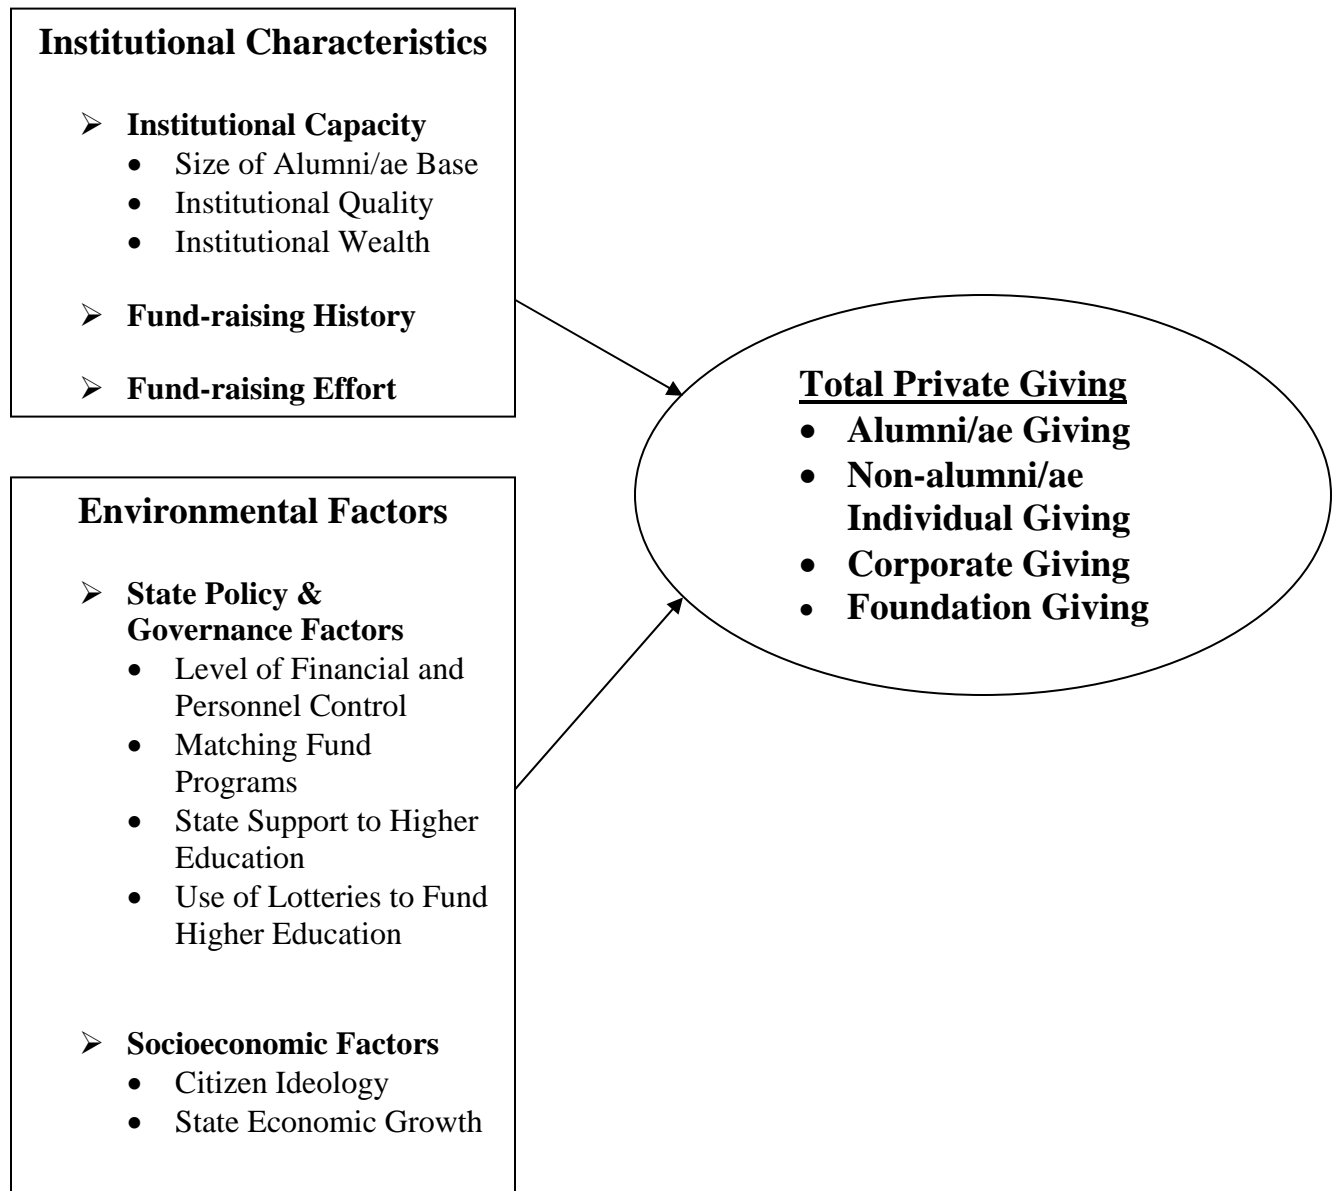 Institutional Characteristics
➢ Institutional Capacity
• Size of Alumni/ae Base
• Institutional Quality
• Institutional Wealth
➢ Fund-raising History
➢ Fund-raising Effort
Environmental Factors
➢ State Policy &
Governance Factors
• Level of Financial and
Personnel Control
• Matching Fund
Programs
• State Support to Higher
Education
• Use of Lotteries to Fund
Higher Education
➢ Socioeconomic Factors
• Citizen Ideology
• State Economic Growth
Total Private Giving
• Alumni/ae Giving
• Non-alumni/ae
Individual Giving
• Corporate Giving
• Foundation Giving